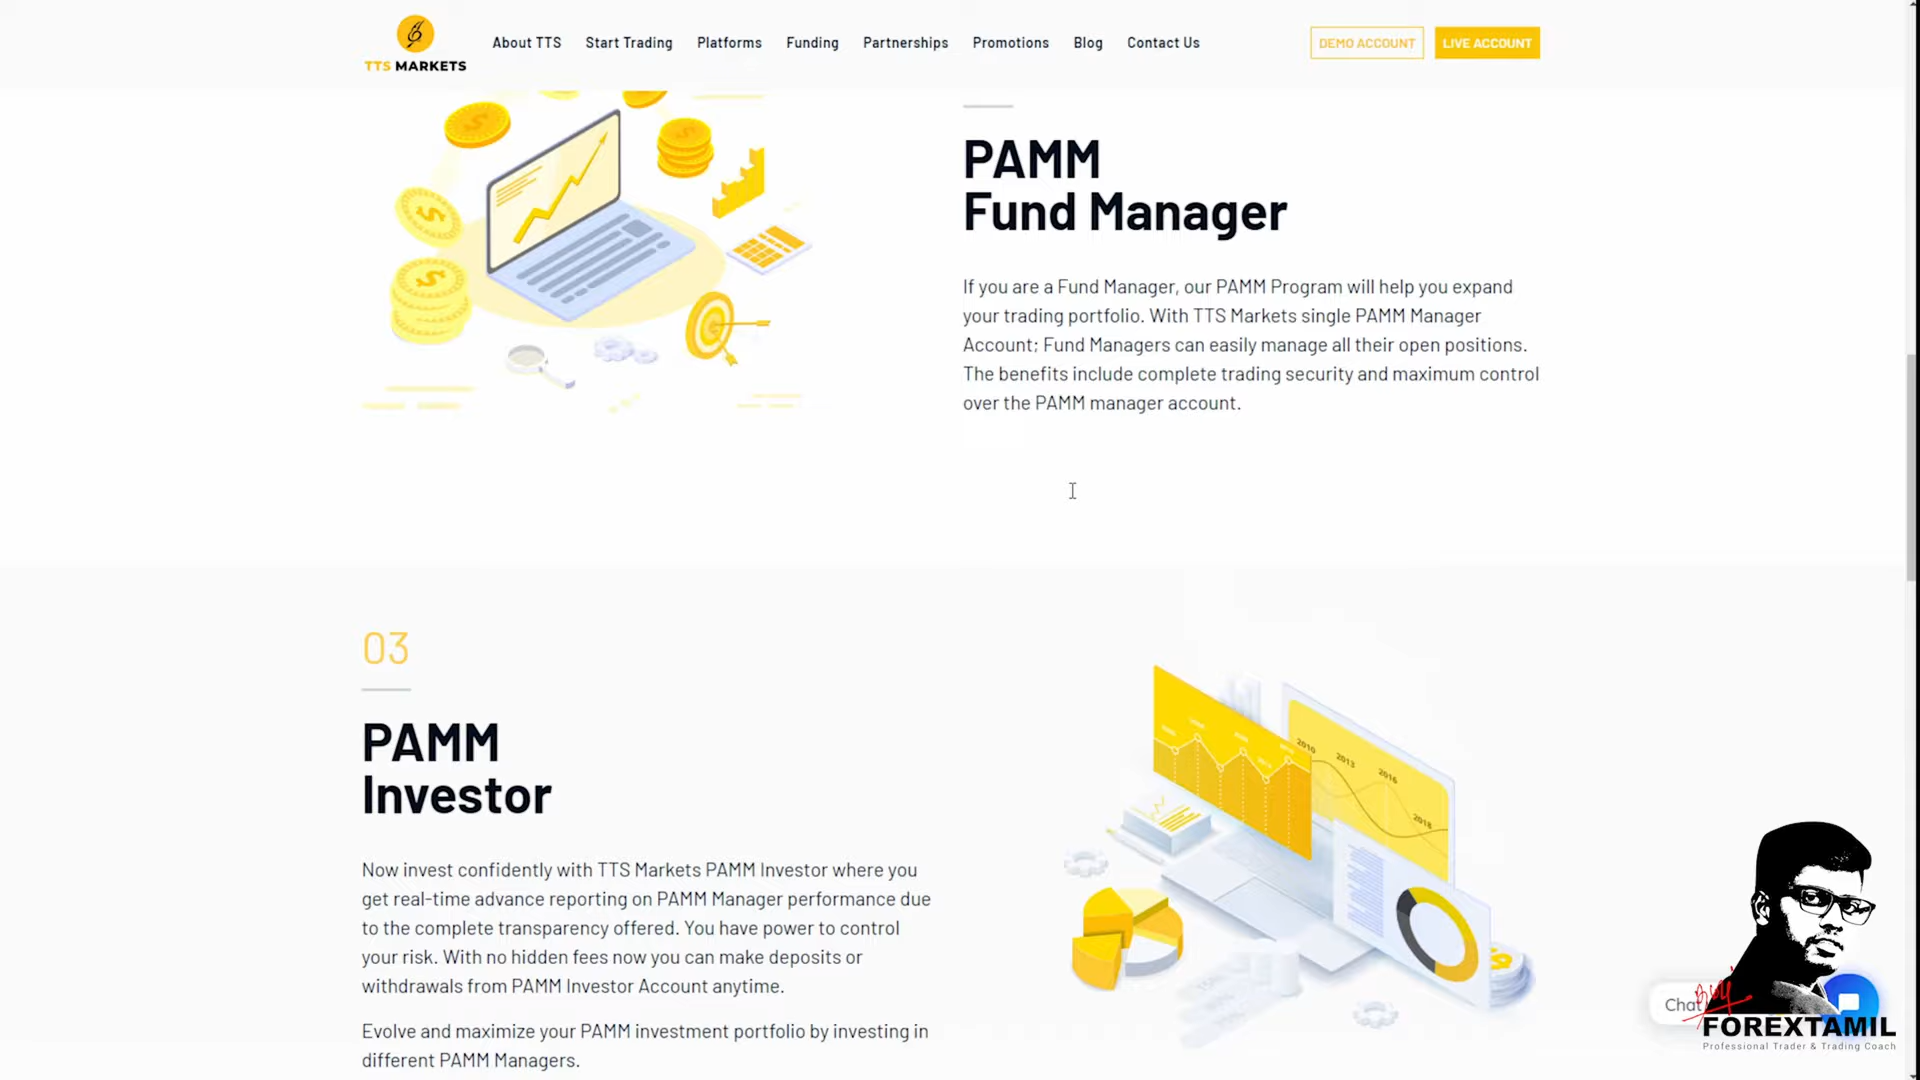 TTS MARKETS
About TTS
Start Trading
Platforms
Funding
Partnerships
Promotions
Blog
Contact Us
DEMO ACCOUNT
LIVE ACCOUNT
PAMM
Fund Manager
If you are a Fund Manager, our PAMM Program will help you expand
your trading portfolio. With TTS Markets single PAMM Manager
Account; Fund Managers can easily manage all their open positions.
The benefits include complete trading security and maximum control
over the PAMM manager account.
03
PAMM
Investor
Now invest confidently with TTS Markets PAMM Investor where you
get real-time advance reporting on PAMM Manager performance due
to the complete transparency offered. You have power to control
your risk. With no hidden fees now you can make deposits or
withdrawals from PAMM Investor Account anytime.
Evolve and maximize your PAMM investment portfolio by investing in
different PAMM Managers.
2010
2013
2016
2018
Chat
FOREXTAMIL
Professional Trader & Trading Coach